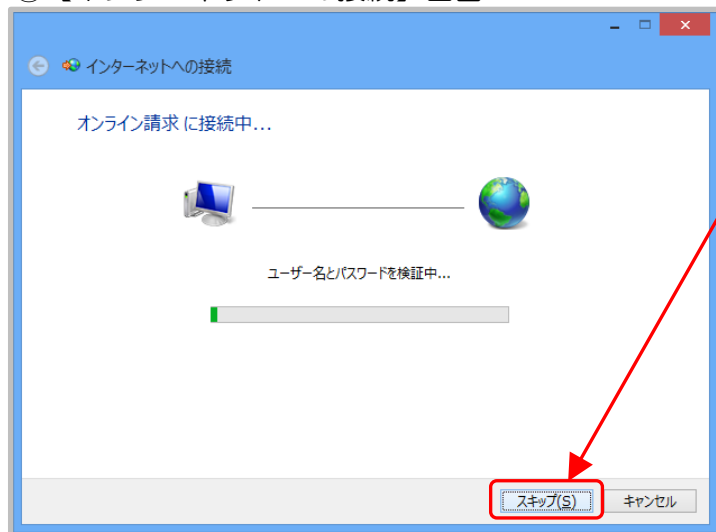 インターネットへの接続
オンライン請求 に接続中...
ユーザー名とパスワードを検証中...
スキップ(S)
キャンセル